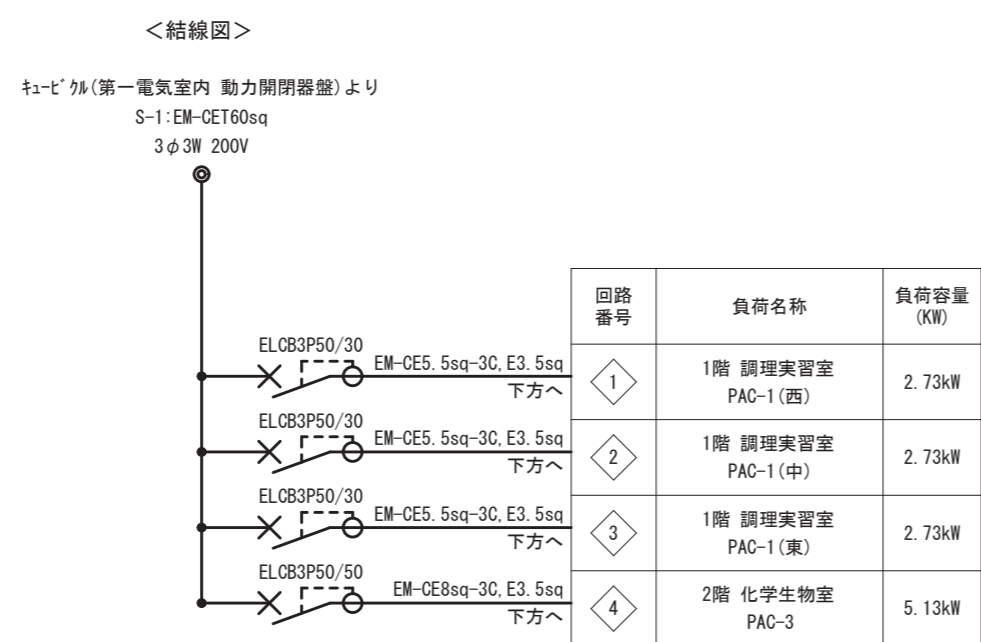 <結線図>
ｷｭｰﾋﾞｸﾙ(第一電気室内 動力開閉器盤)より
S-1:EM-CET60sq
3φ3W 200V
回路
番号
負荷名称
負荷容量
(KW)
ELCB3P50/30
EM-CE5.5sq-3C,E3.5sq
下方へ
1
1階 調理実習室
PAC-1(西)
2.73kW
ELCB3P50/30
EM-CE5.5sq-3C,E3.5sq
下方へ
2
1階 調理実習室
PAC-1(中)
2.73kW
ELCB3P50/30
EM-CE5.5sq-3C,E3.5sq
下方へ
3
1階 調理実習室
PAC-1(東)
2.73kW
ELCB3P50/50
EM-CE8sq-3C,E3.5sq
下方へ
4
2階 化学生物室
PAC-3
5.13kW